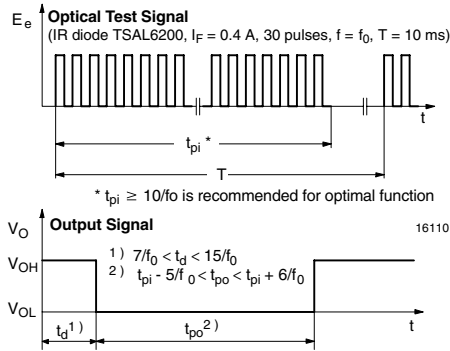 E_e
Optical Test Signal
(IR diode TSAL6200, I_F = 0.4 A, 30 pulses, f = f_0, T = 10 ms)
t
t_pi *
T
* t_pi ≥ 10/fo is recommended for optimal function
V_O
Output Signal
16110
V_OH
1) 7/f_0 < t_d < 15/f_0
2) t_pi - 5/f_0 < t_po < t_pi + 6/f_0
V_OL
t_d 1)
t_po 2)
t